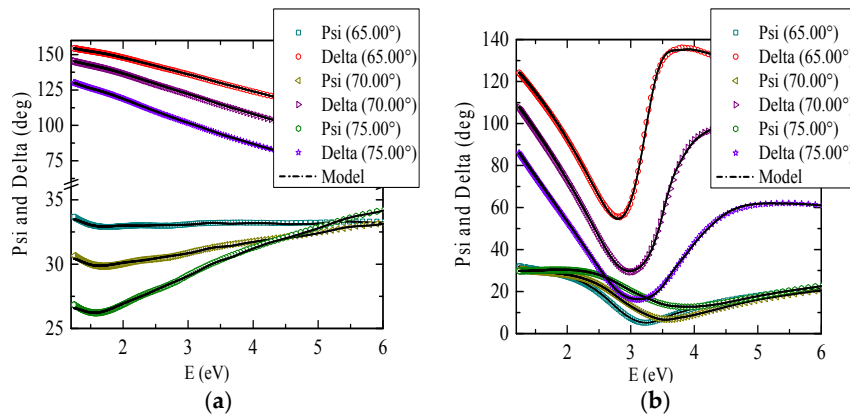 Psi (65.00°)
Delta (65.00°)
Psi (70.00°)
Delta (70.00°)
Psi (75.00°)
Delta (75.00°)
Model
150
125
100
75
35
30
25
2
3
4
5
6
Psi and Delta (deg)
E (eV)
(a)
Psi (65.00°)
Delta (65.00°)
Psi (70.00°)
Delta (70.00°)
Psi (75.00°)
Delta (75.00°)
Model
140
120
100
80
60
40
20
0
2
3
4
5
6
Psi and Delta (deg)
E (eV)
(b)